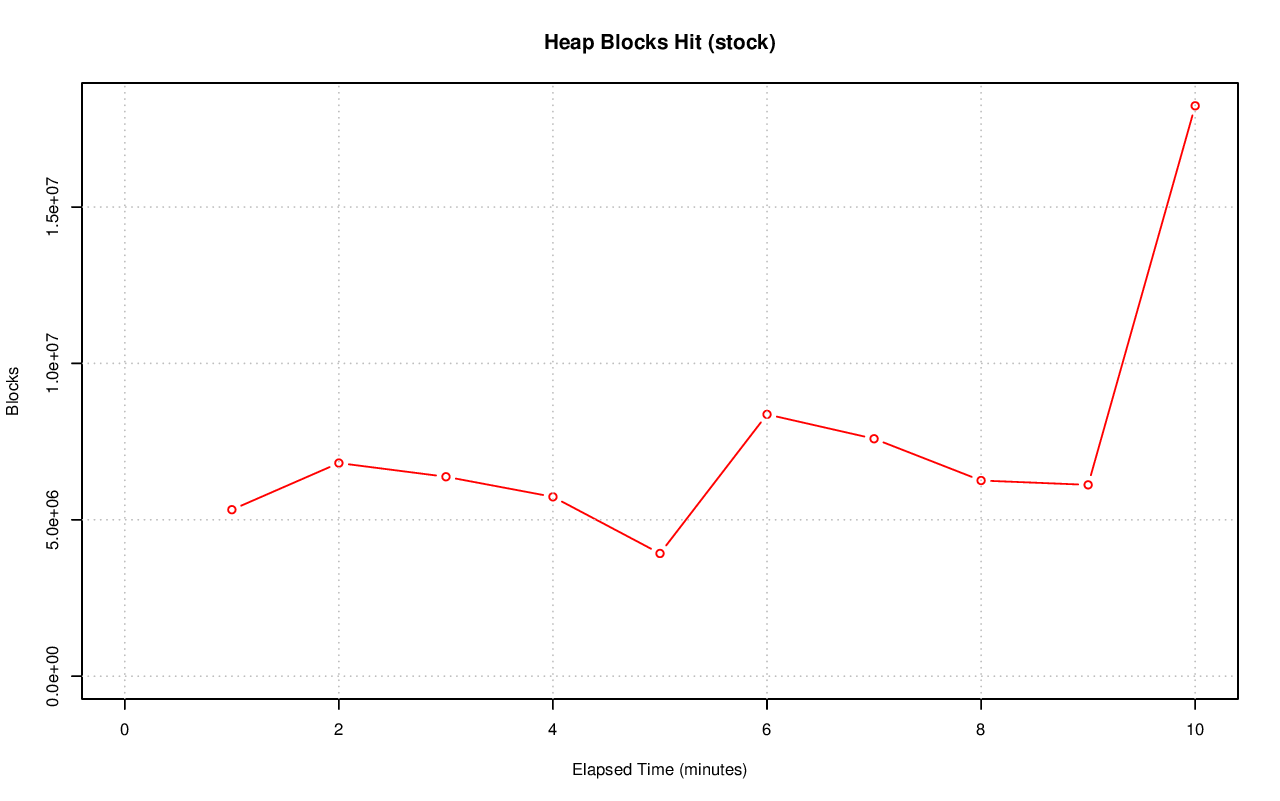 Heap Blocks Hit (stock)
Blocks
1.5e+07
1.0e+07
5.0e+06
0.0e+00
0 2 4 6 8 10
Elapsed Time (minutes)